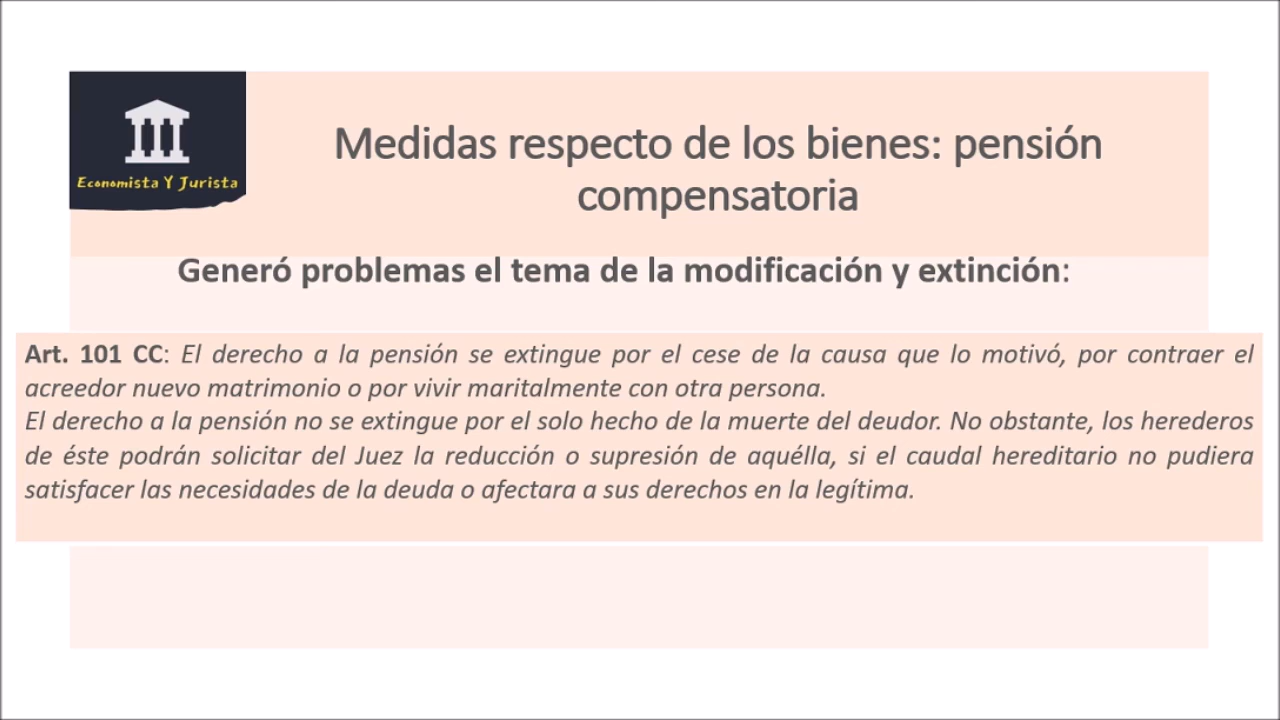 Economista Y Jurista
Medidas respecto de los bienes: pensión
compensatoria
Generó problemas el tema de la modificación y extinción:
Art. 101 CC: El derecho a la pensión se extingue por el cese de la causa que lo motivó, por contraer el
acreedor nuevo matrimonio o por vivir maritalmente con otra persona.
El derecho a la pensión no se extingue por el solo hecho de la muerte del deudor. No obstante, los herederos
de éste podrán solicitar del Juez la reducción o supresión de aquélla, si el caudal hereditario no pudiera
satisfacer las necesidades de la deuda o afectara a sus derechos en la legítima.